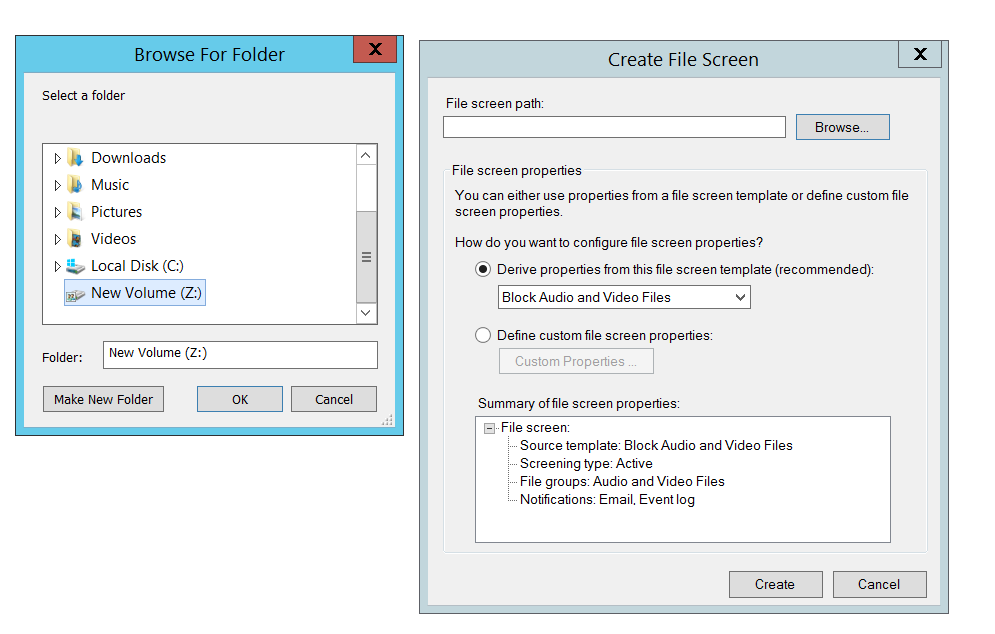 Browse For Folder
X
Select a folder
Downloads
Music
Pictures
Videos
Local Disk (C:)
New Volume (Z:)
Folder:
New Volume (Z:)
Make New Folder
OK
Cancel
Create File Screen
X
File screen path:
Browse...
File screen properties
You can either use properties from a file screen template or define custom file
screen properties.
How do you want to configure file screen properties?
Derive properties from this file screen template (recommended):
Block Audio and Video Files
Define custom file screen properties:
Custom Properties ...
Summary of file screen properties:
File screen:
Source template: Block Audio and Video Files
Screening type: Active
File groups: Audio and Video Files
Notifications: Email, Event log
Create
Cancel